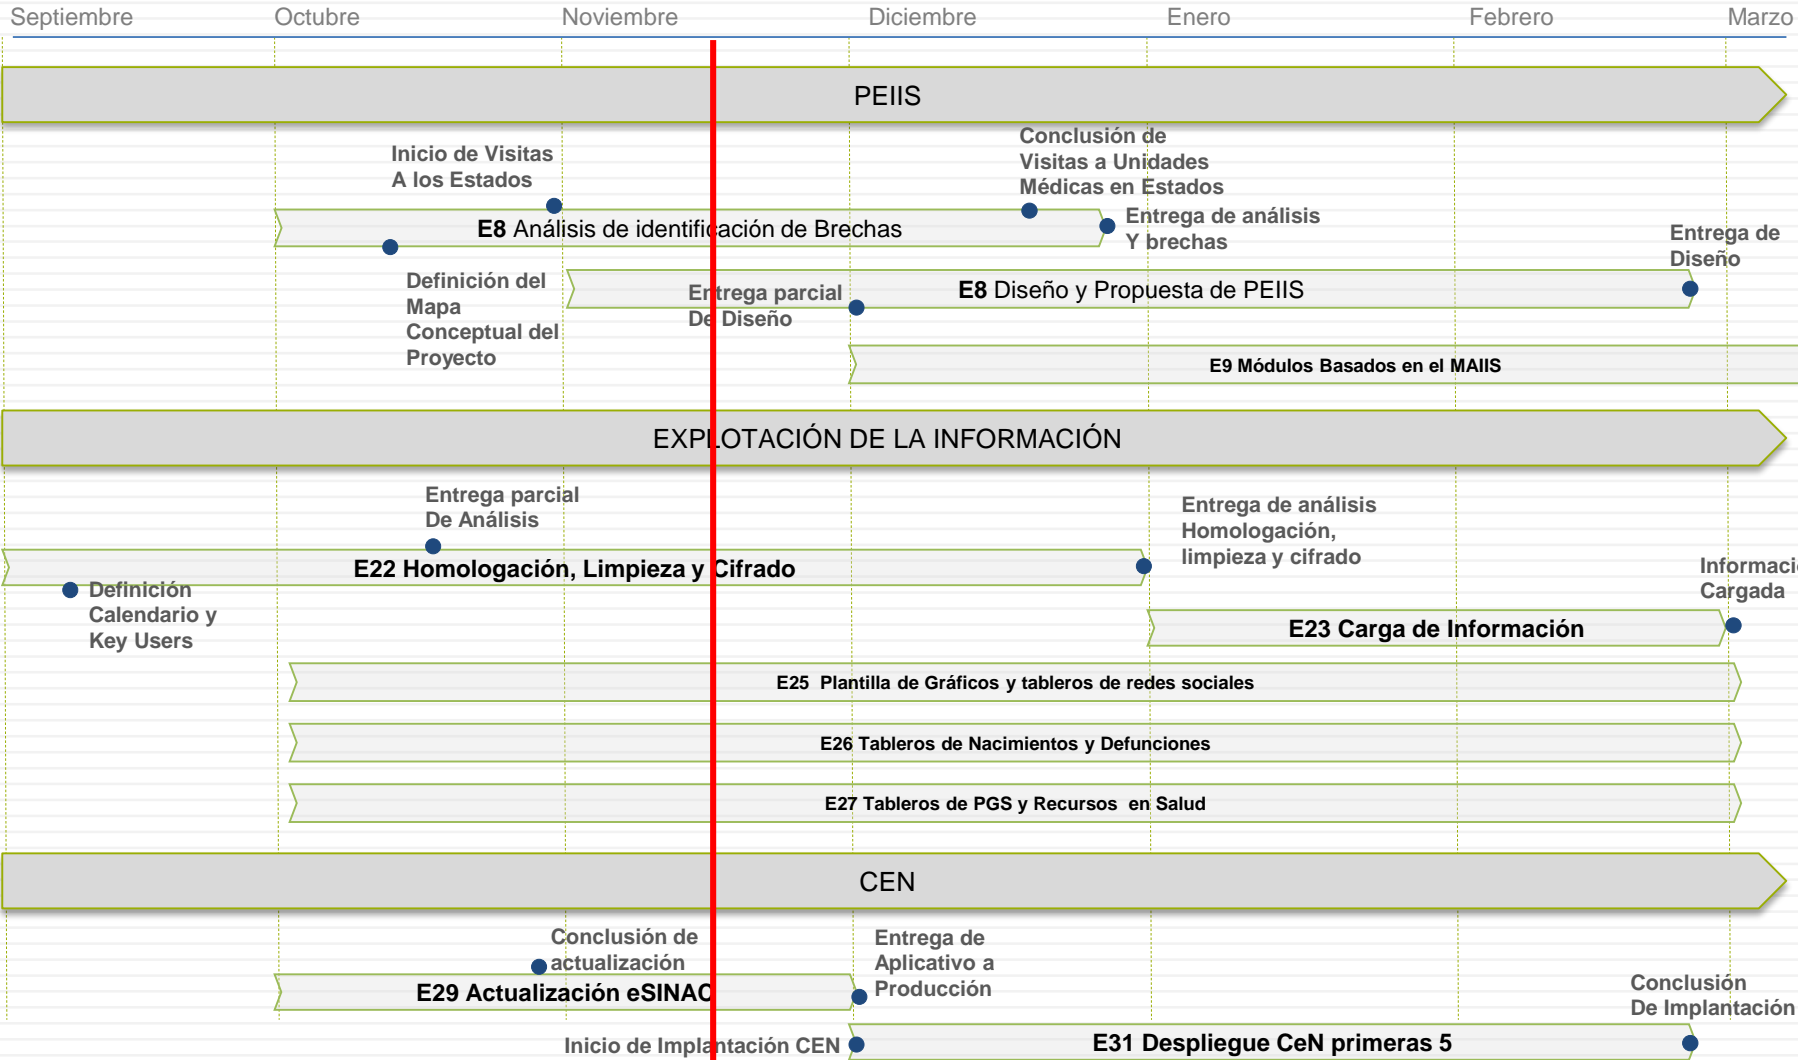 Septiembre Octubre Noviembre Diciembre Enero Febrero Marzo
PEIIS
Inicio de Visitas
A los Estados
Conclusión de
Visitas a Unidades
Médicas en Estados
E8 Análisis de identificación de Brechas
Entrega de análisis
Y brechas
Entrega de
Diseño
Definición del
Mapa
Conceptual del
Proyecto
Entrega parcial
De Diseño
E8 Diseño y Propuesta de PEIIS
E9 Módulos Basados en el MAIIS
EXPLOTACIÓN DE LA INFORMACIÓN
Entrega parcial
De Análisis
Entrega de análisis
Homologación,
limpieza y cifrado
E22 Homologación, Limpieza y Cifrado
Definición
Calendario y
Key Users
Informaci
Cargada
E23 Carga de Información
E25 Plantilla de Gráficos y tableros de redes sociales
E26 Tableros de Nacimientos y Defunciones
E27 Tableros de PGS y Recursos en Salud
CEN
Conclusión de
actualización
Entrega de
Aplicativo a
Producción
E29 Actualización eSINAC
Conclusión
De Implantación
Inicio de Implantación CEN
E31 Despliegue CeN primeras 5